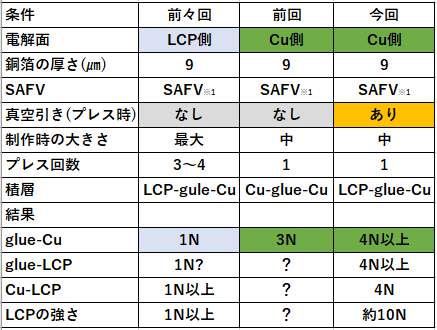 条件 前々回 前回 今回
電解面 LCP側 Cu側 Cu側
銅箔の厚さ(㎛) 9 9 9
SAFV SAFV※1 SAFV※1 SAFV※1
真空引き(プレス時) なし なし あり
制作時の大きさ 最大 中 中
プレス回数 3～4 1 1
積層 LCP-gule-Cu Cu-glue-Cu LCP-glue-Cu
結果
glue-Cu 1N 3N 4N以上
glue-LCP 1N? ? ?
Cu-LCP 1N以上 ? 4N
LCPの強さ 1N以上 ? 約10N